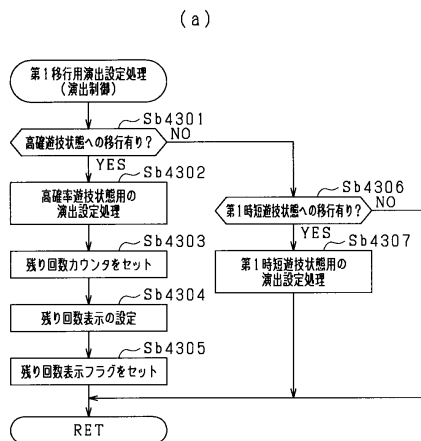 (a)
第1移行用演出設定処理
(演出制御)
Sb4301
高確遊技状態への移行有り?
NO
YES
Sb4302
高確率遊技状態用の
演出設定処理
Sb4303
残り回数カウンタをセット
Sb4304
残り回数表示の設定
Sb4305
残り回数表示フラグをセット
Sb4306
第1時短遊技状態への移行有り?
NO
YES
Sb4307
第1時短遊技状態用の
演出設定処理
RET